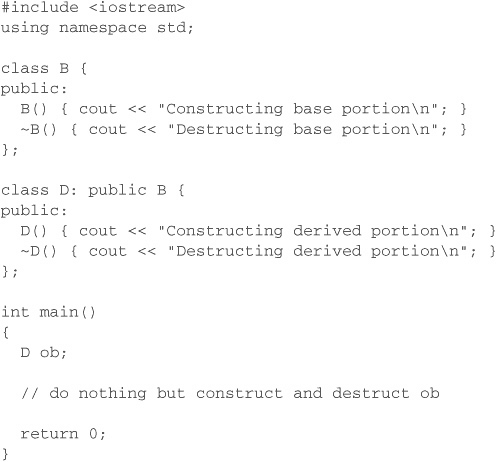 #include <iostream>
using namespace std;

class B {
public:
  B() { cout << "Constructing base portion\n"; }
  ~B() { cout << "Destructing base portion\n"; }
};

class D: public B {
public:
  D() { cout << "Constructing derived portion\n"; }
  ~D() { cout << "Destructing derived portion\n"; }
};

int main()
{
  D ob;

  // do nothing but construct and destruct ob

  return 0;
}